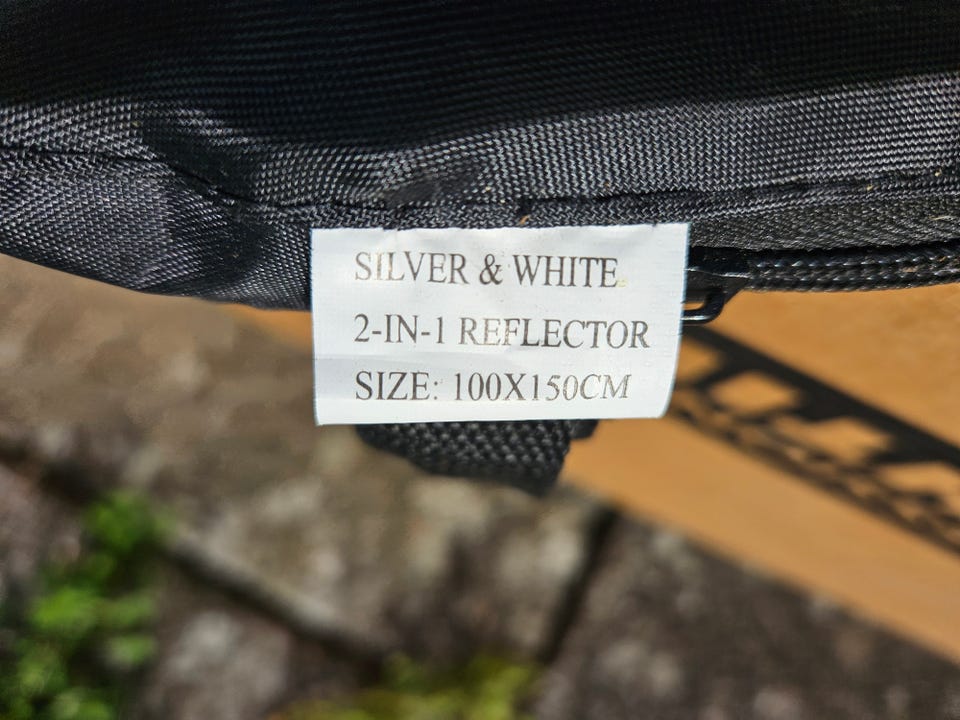 SILVER & WHITE
2-IN-1 REFLECTOR
SIZE: 100X150CM